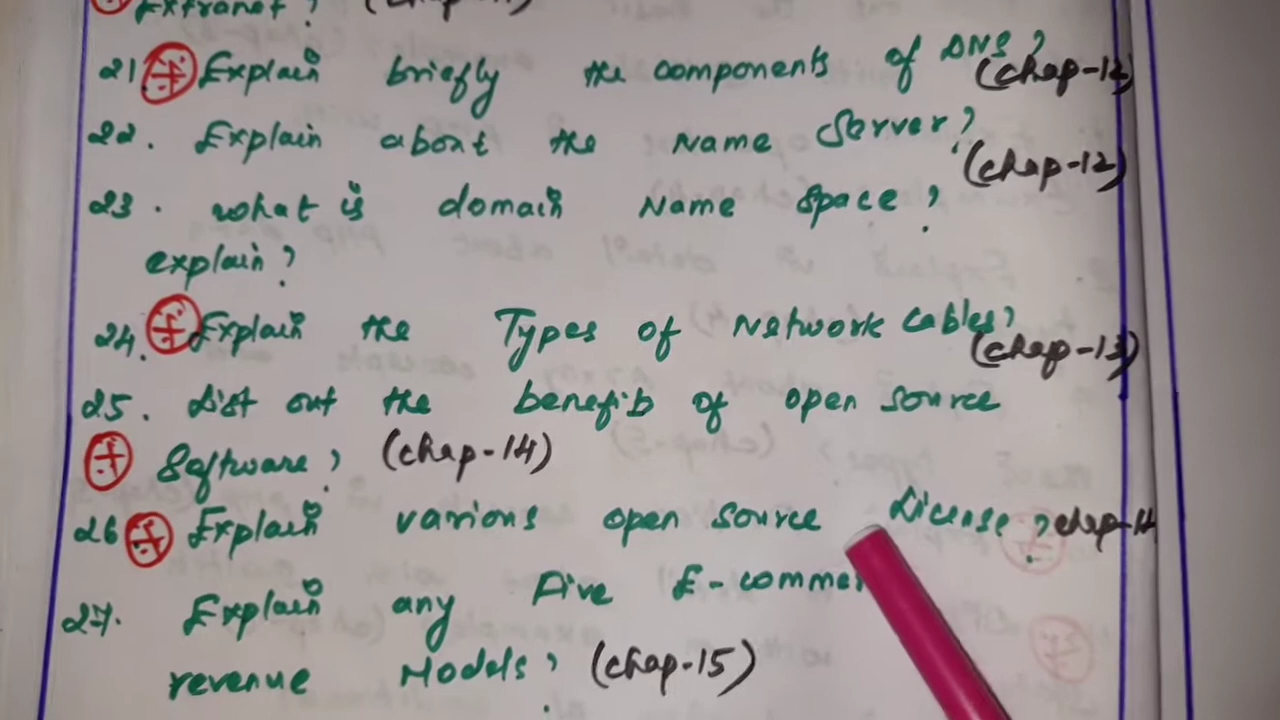 Extranet?
21. Explain briefly the components of DNS? (chap-12)
22. Explain about the Name Server?
(chap-12)
23. what is domain Name Space?
explain?
24. Explain the Types of Network Cables?
(chap-13)
25. List out the benefits of open source
Software? (chap-14)
26 Explain various open source License? chap-14
27. Explain any Five E-commer
revenue Models? (chap-15)